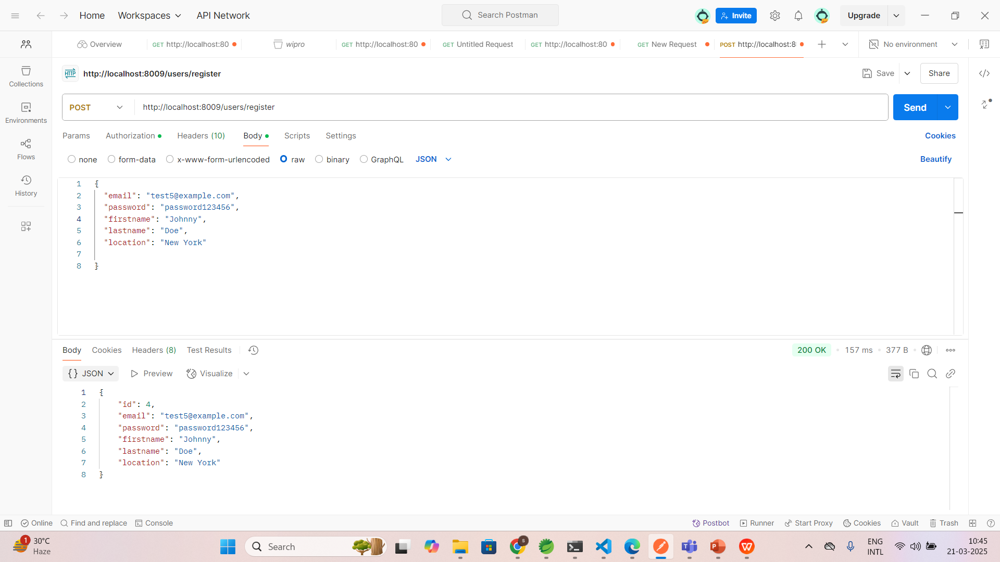 Home Workspaces API Network Search Postman Invite Upgrade
Overview GET http://localhost:80 wipro GET http://localhost:80 GET Untitled Request GET http://localhost:80 GET New Request POST http://localhost:8 No environment
HTTP http://localhost:8009/users/register Save Share
POST http://localhost:8009/users/register Send
Collections
Environments
Flows
History
Params Authorization Headers (10) Body Scripts Settings Cookies
none form-data x-www-form-urlencoded raw binary GraphQL JSON Beautify
1 {
2 "email": "test5@example.com",
3 "password": "password123456",
4 "firstname": "Johnny",
5 "lastname": "Doe",
6 "location": "New York"
7
8 }
Body Cookies Headers (8) Test Results 200 OK 157 ms 377 B
{} JSON Preview Visualize
1 {
2 "id": 4,
3 "email": "test5@example.com",
4 "password": "password123456",
5 "firstname": "Johnny",
6 "lastname": "Doe",
7 "location": "New York"
8 }
Online Find and replace Console Postbot Runner Start Proxy Cookies Vault Trash
1 30°C
Haze
Search
ENG
INTL
10:45
21-03-2025